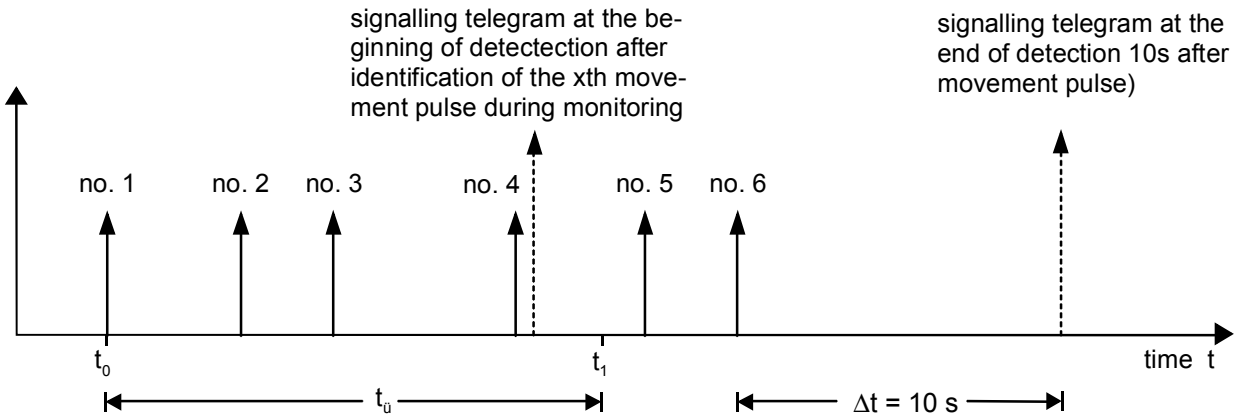 signalling telegram at the be-
ginning of detectection after
identification of the xth move-
ment pulse during monitoring
signalling telegram at the
end of detection 10s after
movement pulse)
no. 1
no. 2
no. 3
no. 4
no. 5
no. 6
t₀
t₁
time t
tü
Δt = 10 s